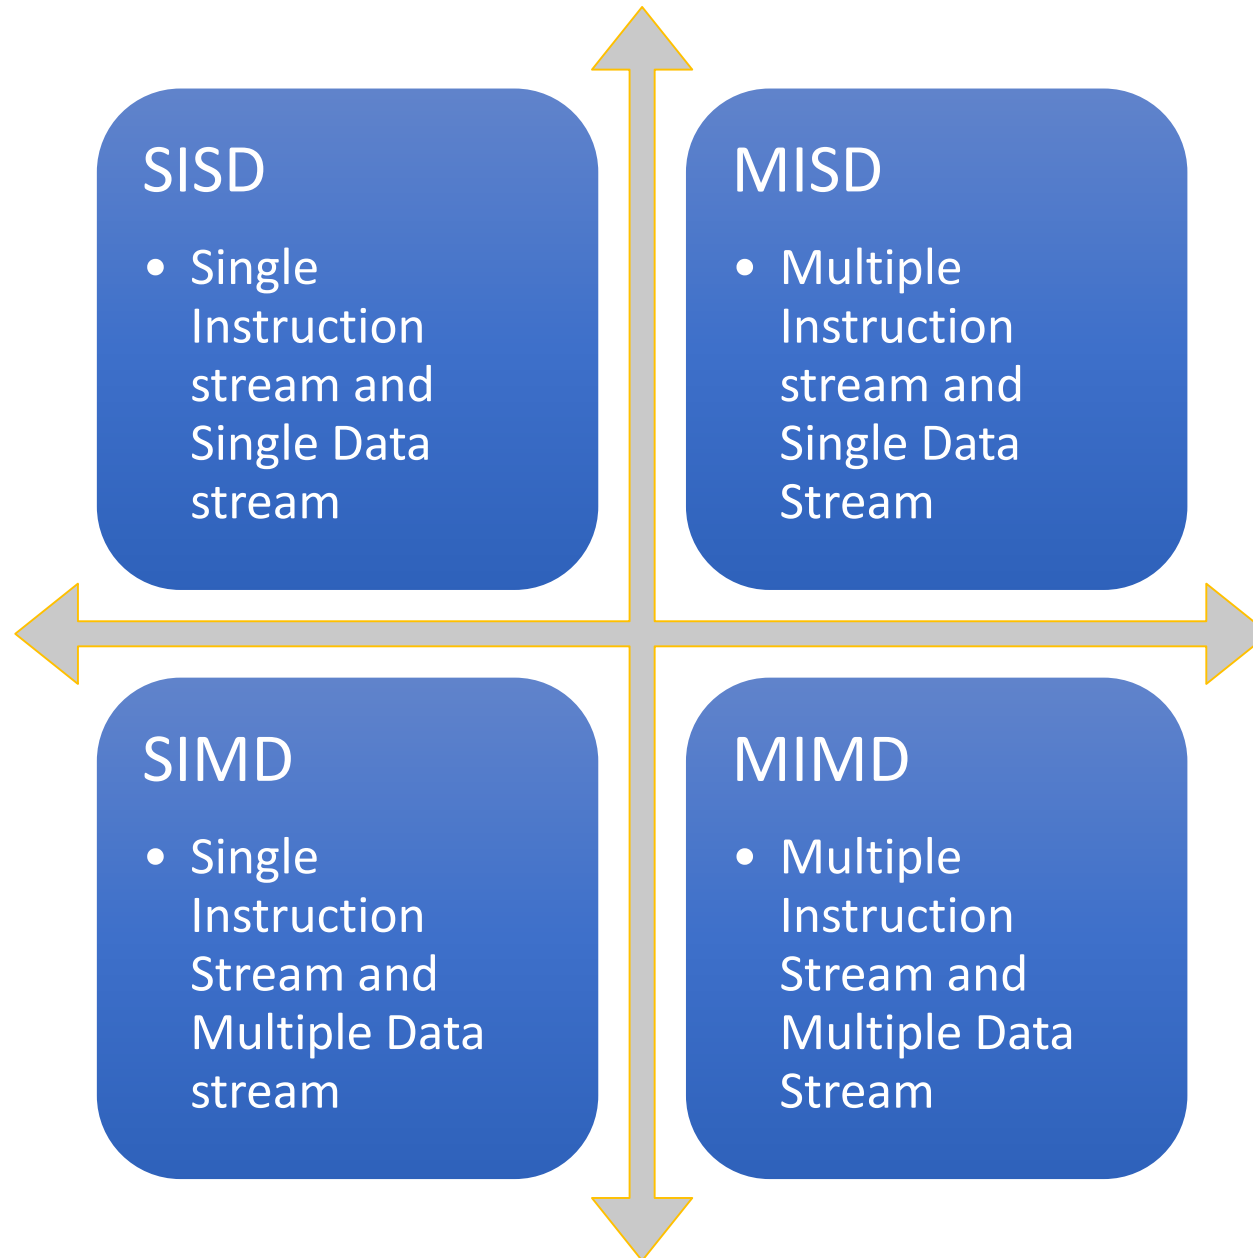 SISD
• Single
Instruction
stream and
Single Data
stream
MISD
• Multiple
Instruction
stream and
Single Data
Stream
SIMD
• Single
Instruction
Stream and
Multiple Data
stream
MIMD
• Multiple
Instruction
Stream and
Multiple Data
Stream